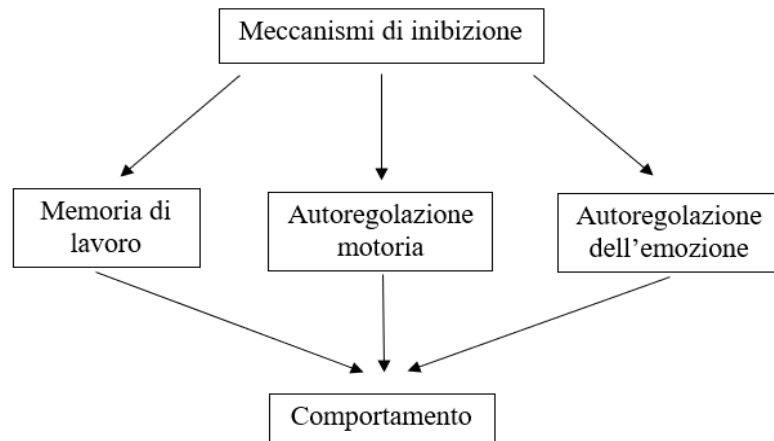 Meccanismi di inibizione
Memoria di
lavoro
Autoregolazione
motoria
Autoregolazione
dell’emozione
Comportamento